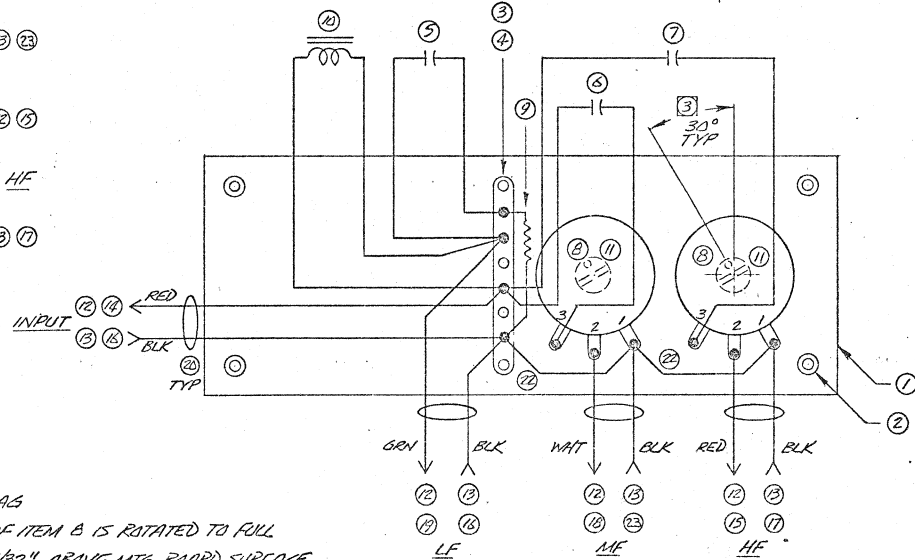 3 23
2 15
HF
3 17
10
5
3
4
7
6
9
3
30°
TYP
8 11
8 11
12 14 RED
INPUT
13 16 BLK
20
TYP
3 2 1
3 2 1
22
22
1
2
GRN BLK
WHT BLK
RED BLK
12 13
12 13
12 13
19 16
18 23
15 17
LF
MF
HF
AG
OF ITEM 8 IS ROTATED TO FULL
ABOVE MTG BOARD SURFACE